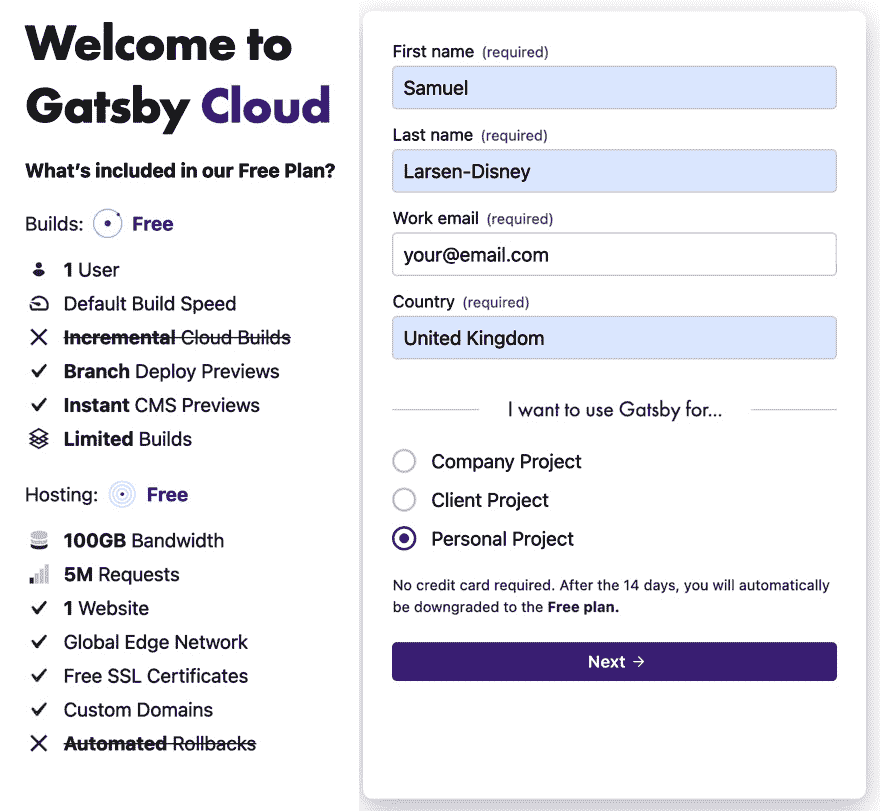 Welcome to
Gatsby Cloud
What's included in our Free Plan?
Builds: Free
1 User
Default Build Speed
Incremental Cloud Builds
Branch Deploy Previews
Instant CMS Previews
Limited Builds
Hosting: Free
100GB Bandwidth
5M Requests
1 Website
Global Edge Network
Free SSL Certificates
Custom Domains
Automated Rollbacks
First name (required)
Samuel
Last name (required)
Larsen-Disney
Work email (required)
your@email.com
Country (required)
United Kingdom
I want to use Gatsby for...
Company Project
Client Project
Personal Project
No credit card required. After the 14 days, you will automatically
be downgraded to the Free plan.
Next →